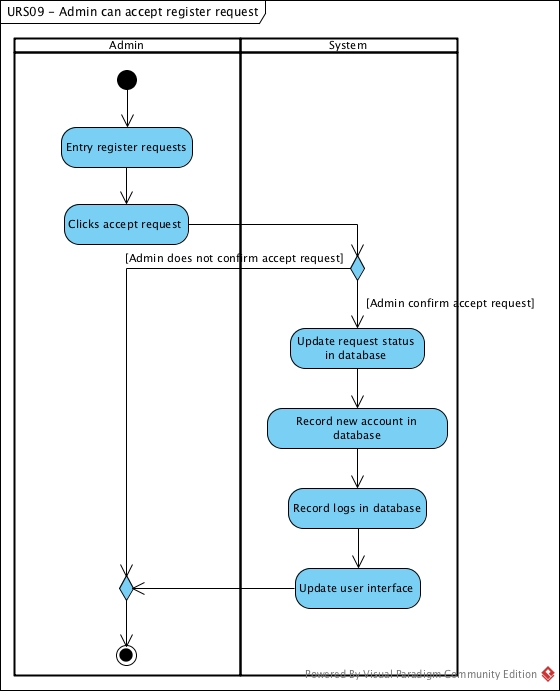 URS09 - Admin can accept register request
Admin
System
Entry register requests
Clicks accept request
[Admin does not confirm accept request]
[Admin confirm accept request]
Update request status
in database
Record new account in
database
Record logs in database
Update user interface
Powered By Visual Paradigm Community Edition